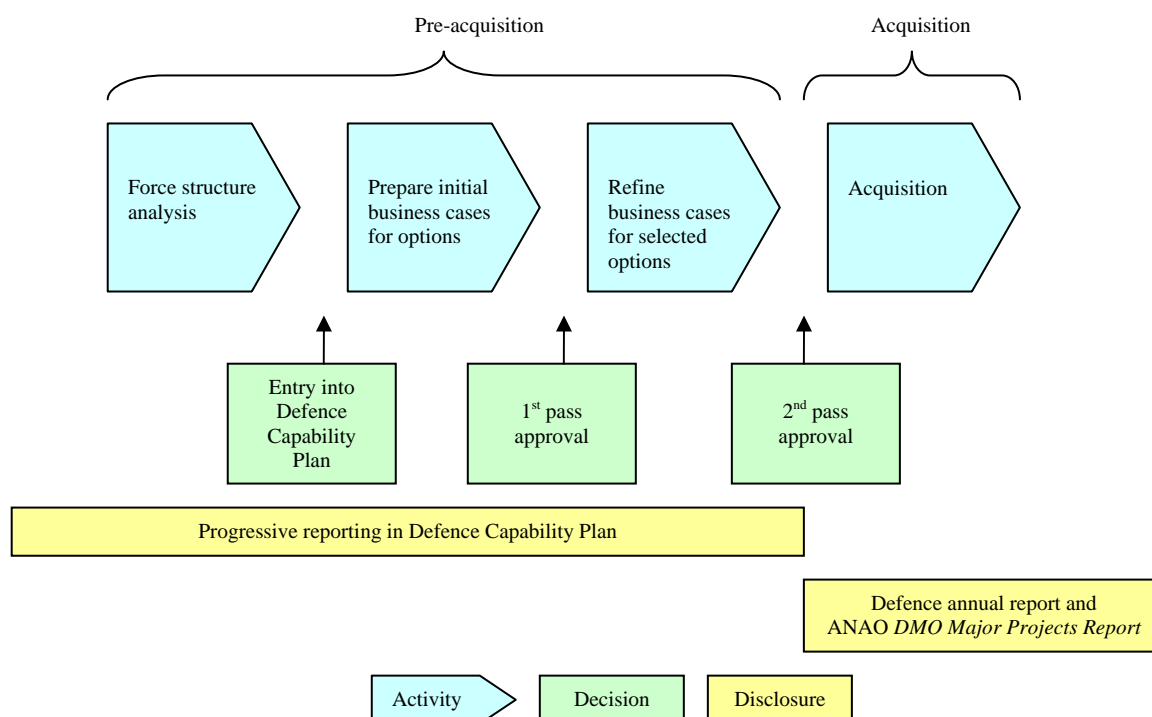 Pre-acquisition
Acquisition
Force structure
analysis
Prepare initial
business cases
for options
Refine
business cases
for selected
options
Acquisition
Entry into
Defence
Capability
Plan
1st pass
approval
2nd pass
approval
Progressive reporting in Defence Capability Plan
Defence annual report and
ANAO DMO Major Projects Report
Activity
Decision
Disclosure